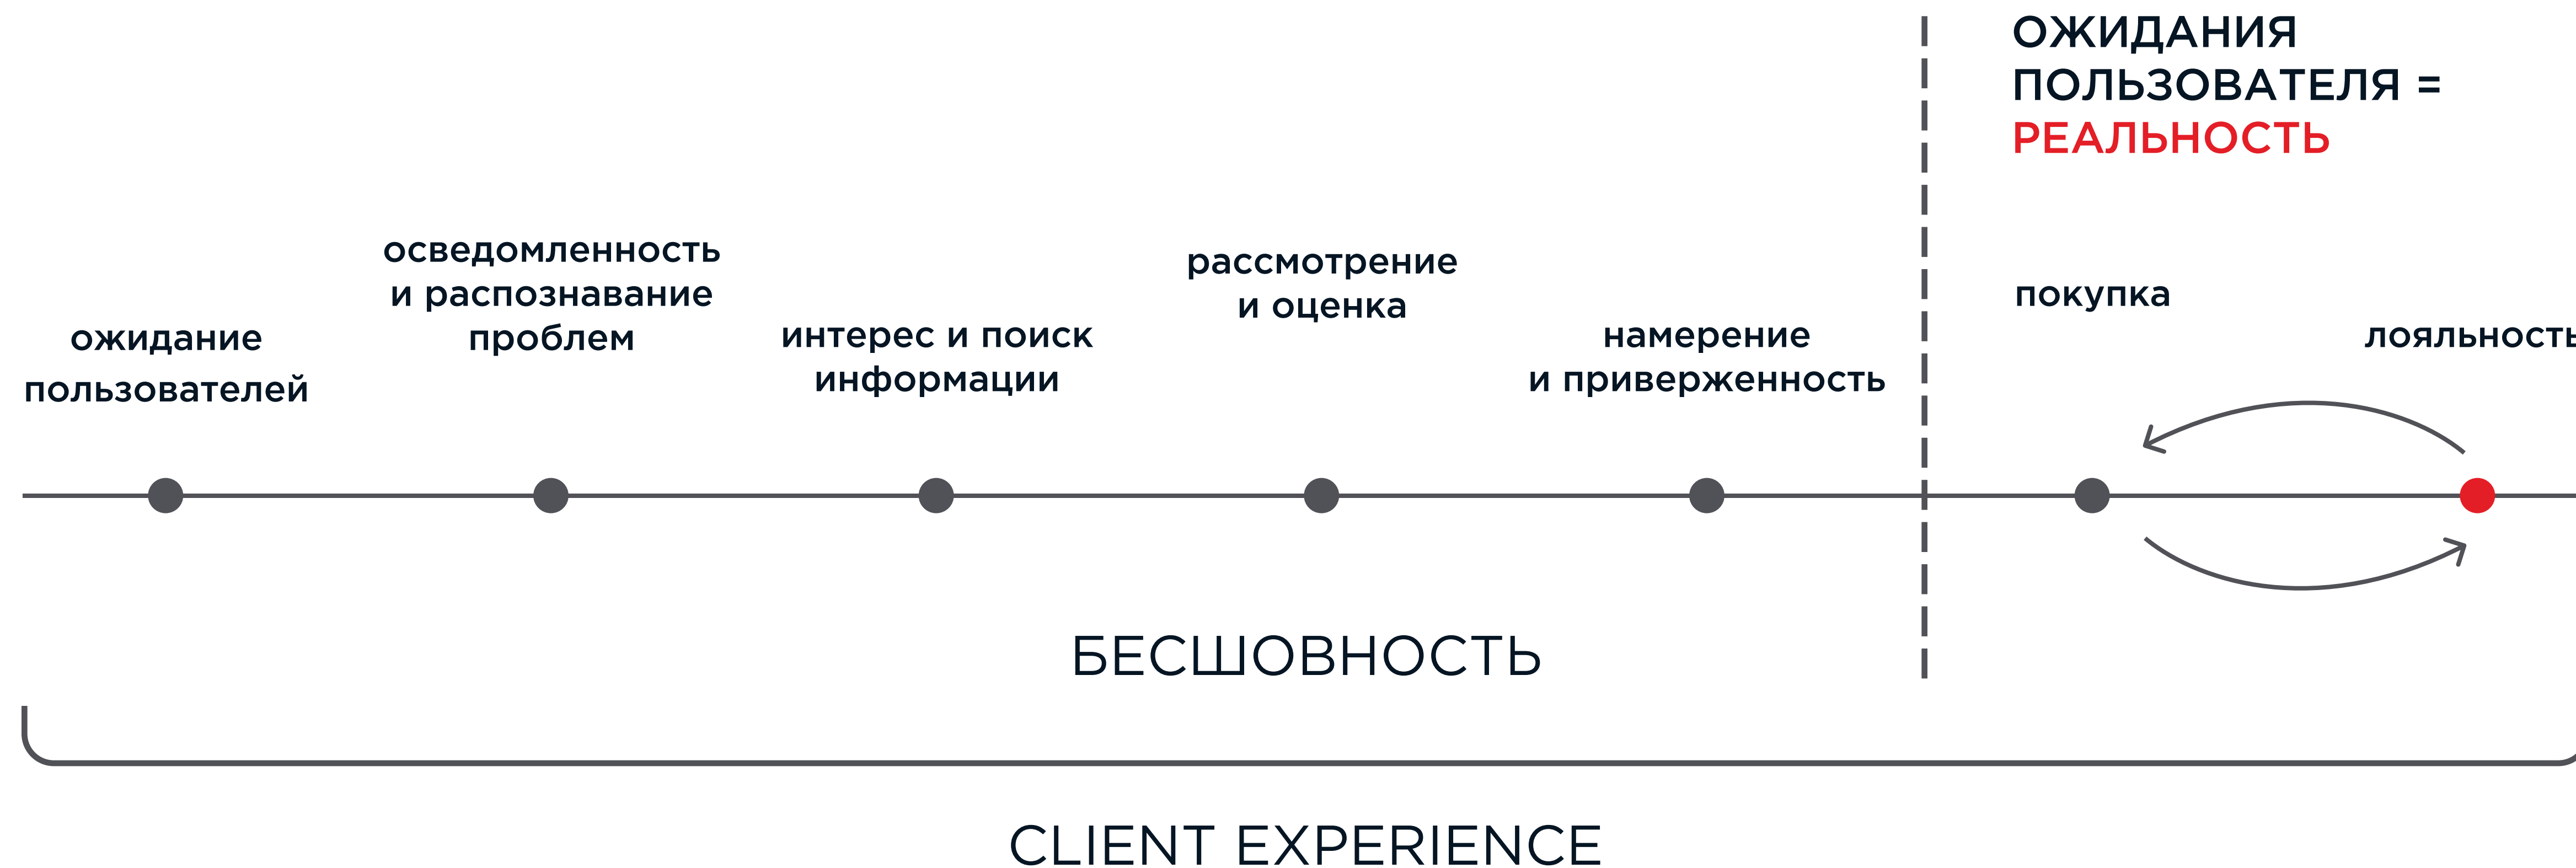 ОЖИДАНИЯ
ПОЛЬЗОВАТЕЛЯ =
РЕАЛЬНОСТЬ
ожидание
пользователей
осведомленность
и распознавание
проблем
интерес и поиск
информации
рассмотрение
и оценка
намерение
и приверженность
покупка
лояльность
БЕСШОВНОСТЬ
CLIENT EXPERIENCE